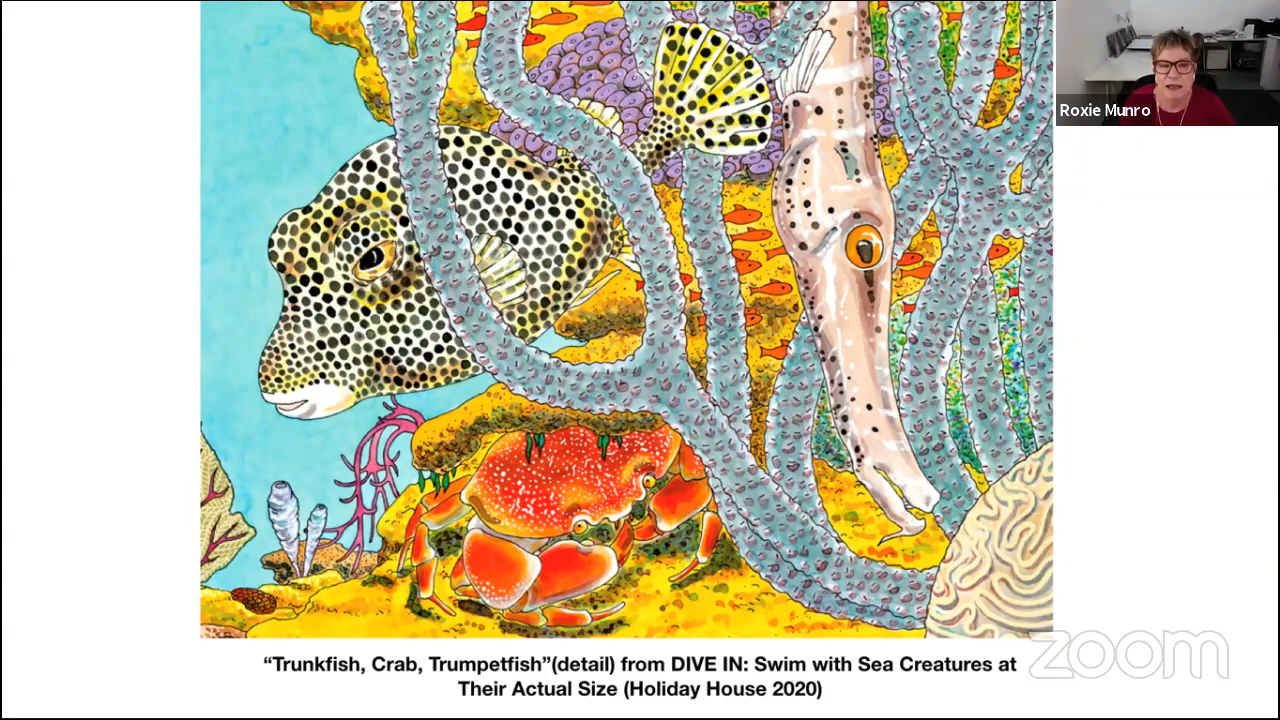 Roxie Munro
“Trunkfish, Crab, Trumpetfish”(detail) from DIVE IN: Swim with Sea Creatures at
Their Actual Size (Holiday House 2020)
zoom